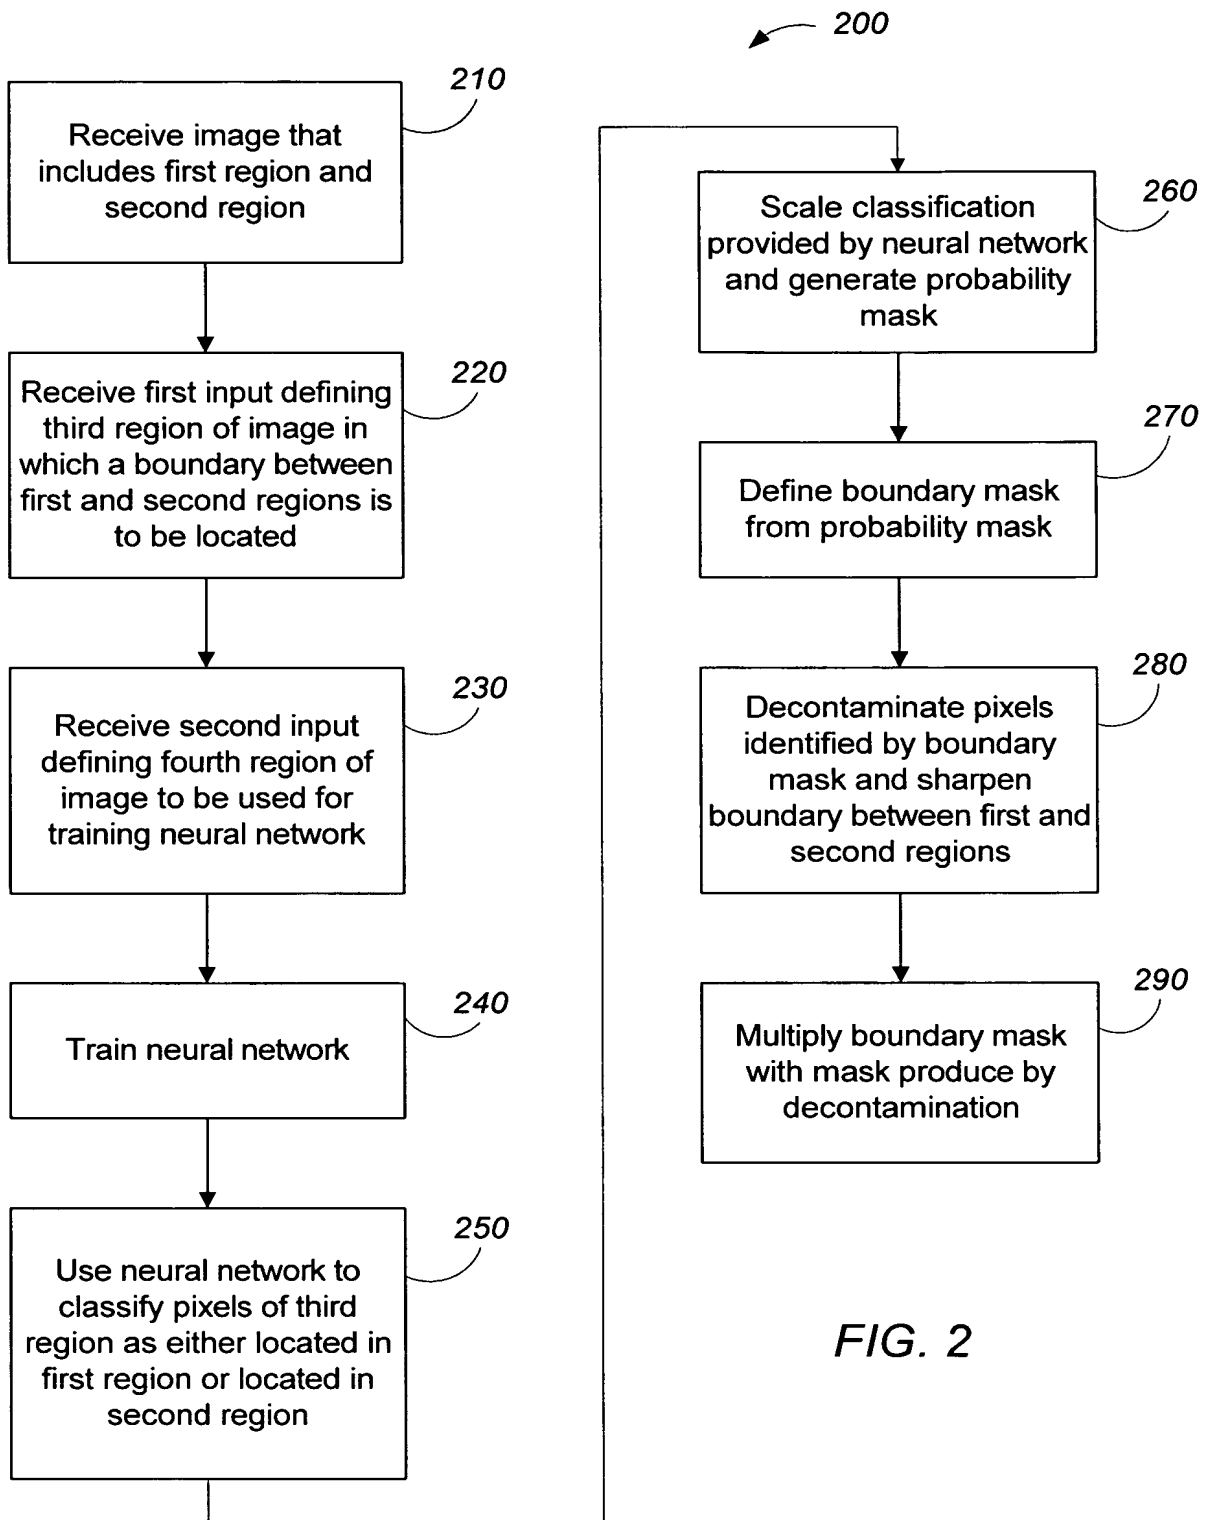 200
210
Receive image that
includes first region and
second region
220
Receive first input defining
third region of image in
which a boundary between
first and second regions is
to be located
230
Receive second input
defining fourth region of
image to be used for
training neural network
240
Train neural network
250
Use neural network to
classify pixels of third
region as either located in
first region or located in
second region
260
Scale classification
provided by neural network
and generate probability
mask
270
Define boundary mask
from probability mask
280
Decontaminate pixels
identified by boundary
mask and sharpen
boundary between first and
second regions
290
Multiply boundary mask
with mask produce by
decontamination
FIG. 2